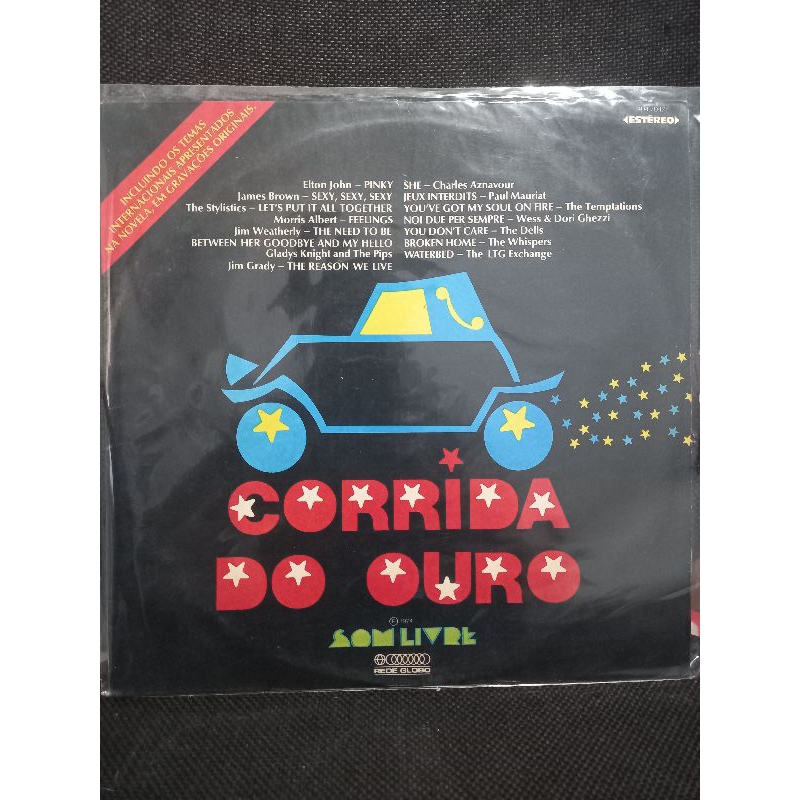 INCLUINDO OS TEMAS
INTERNACIONAIS APRESENTADOS
NA NOVELA, EM GRAVAÇÕES ORIGINAIS.
ESTÉREO
Elton John – PINKY
James Brown – SEXY, SEXY, SEXY
The Stylistics – LET'S PUT IT ALL TOGETHER
Morris Albert – FEELINGS
Jim Weatherly – THE NEED TO BE
BETWEEN HER GOODBYE AND MY HELLO
Gladys Knight and The Pips
Jim Grady – THE REASON WE LIVE
SHE – Charles Aznavour
JEUX INTERDITS – Paul Mauriat
YOU'VE GOT MY SOUL ON FIRE – The Temptations
NOI DUE PER SEMPRE – Wess & Dori Ghezzi
YOU DON'T CARE – The Dells
BROKEN HOME – The Whispers
WATERBED – The LTG Exchange
CORRIDA
DO OURO
SOM LIVRE
REDE GLOBO